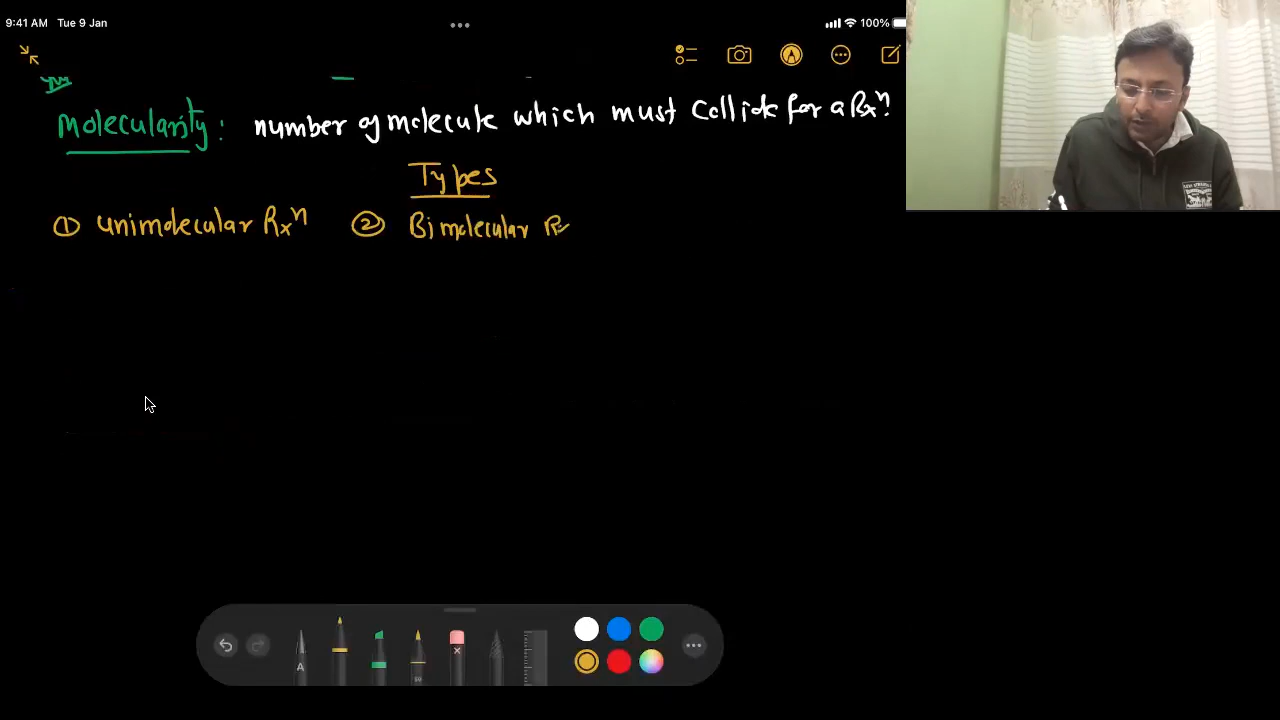 9:41 AM Tue 9 Jan
100%
Molecularity: number of molecule which must Collide for a Rxⁿ
Types
① unimolecular Rxⁿ ② Bimolecular R
A